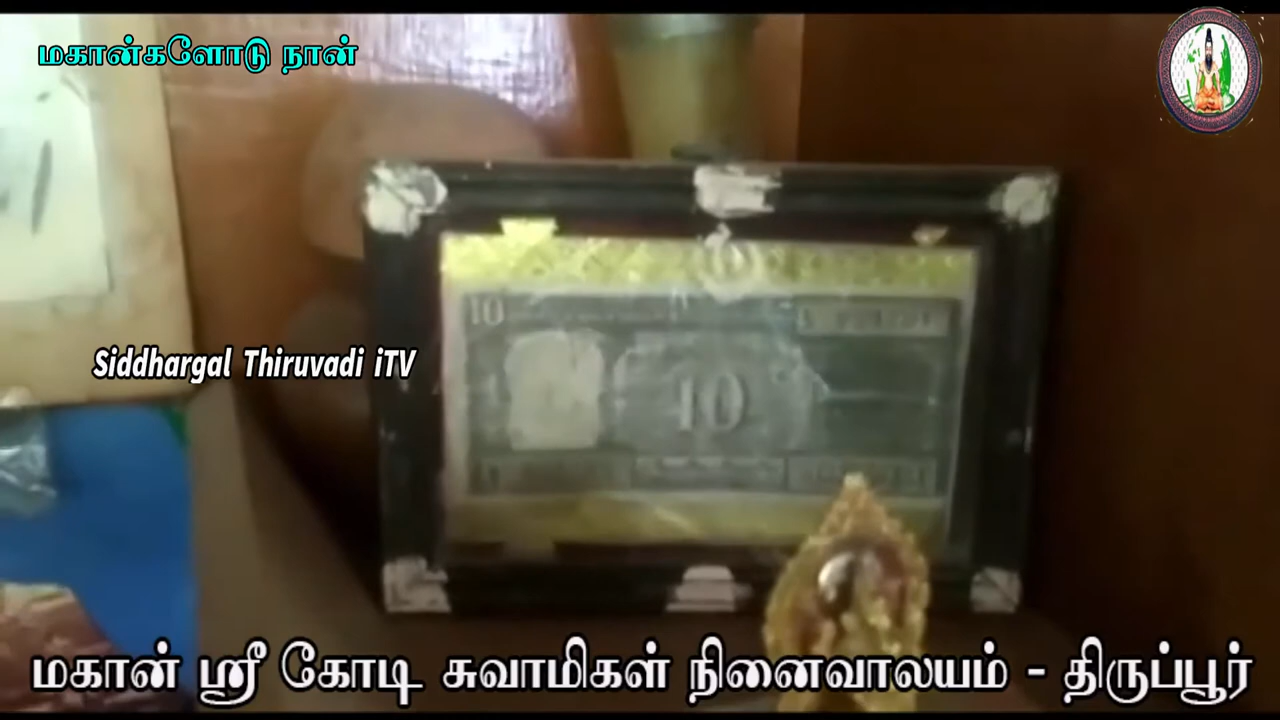 மகான்களோடு நான்
10
10
Siddhargal Thiruvadi iTV
மகான் ஸ்ரீ கோடி சுவாமிகள் நினைவாலயம் - திருப்பூர்